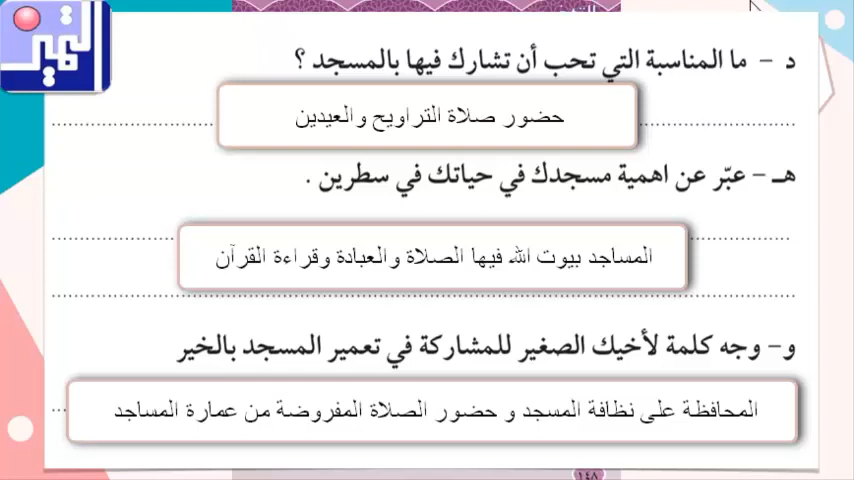 التميز
د - ما المناسبة التي تحب أن تشارك فيها بالمسجد ؟
حضور صلاة التراويح والعيدين
هـ - عبّر عن اهمية مسجدك في حياتك في سطرين .
المساجد بيوت الله فيها الصلاة والعبادة وقراءة القرآن
و- وجه كلمة لأخيك الصغير للمشاركة في تعمير المسجد بالخير
المحافظة على نظافة المسجد و حضور الصلاة المفروضة من عمارة المساجد
١٤٨